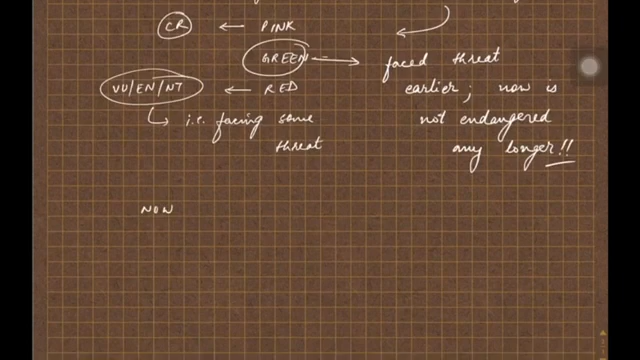 CR ← PINK
GREEN → faced threat
VU/EN/NT ← RED earlier; now is
↳ i.e. facing some not endangered
threat any longer!!
NOW